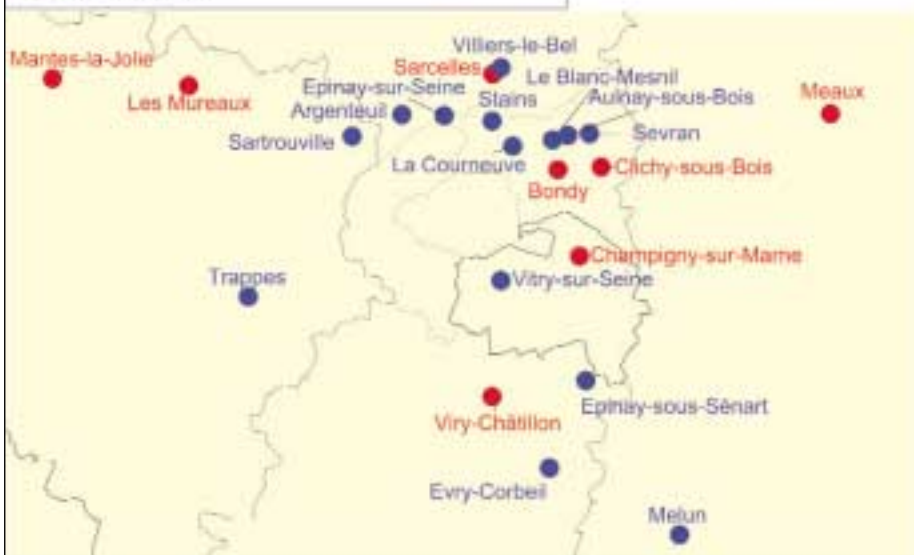 Villiers-le-Bel
Mantes-la-Jolie
Sarcelles
Le Blanc-Mesnil
Epinay-sur-Seine
Les Mureaux
Stains
Aulnay-sous-Bois
Meaux
Argenteuil
Sartrouville
Sevran
La Courneuve
Clichy-sous-Bois
Bondy
Champigny-sur-Marne
Trappes
Vitry-sur-Seine
Epinay-sous-Sénart
Viry-Châtillon
Evry-Corbeil
Melun